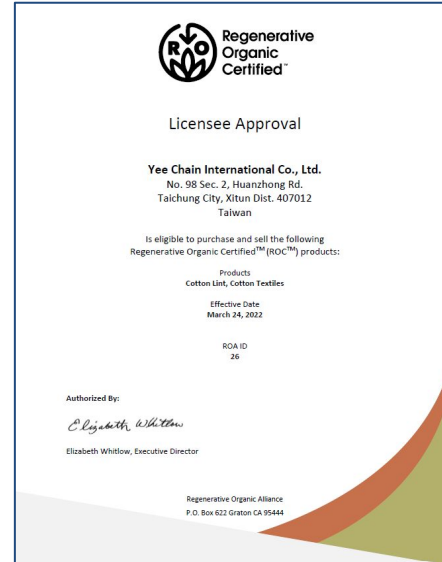 RO
Regenerative
Organic
Certified™
Licensee Approval
Yee Chain International Co., Ltd.
No. 98 Sec. 2, Huanzhong Rd.
Taichung City, Xitun Dist. 407012
Taiwan
Is eligible to purchase and sell the following
Regenerative Organic Certified™ (ROC™) products:
Products
Cotton Lint, Cotton Textiles
Effective Date
March 24, 2022
ROA ID
26
Authorized By:
Elizabeth Whitlow
Elizabeth Whitlow, Executive Director
Regenerative Organic Alliance
P.O. Box 622 Graton CA 95444